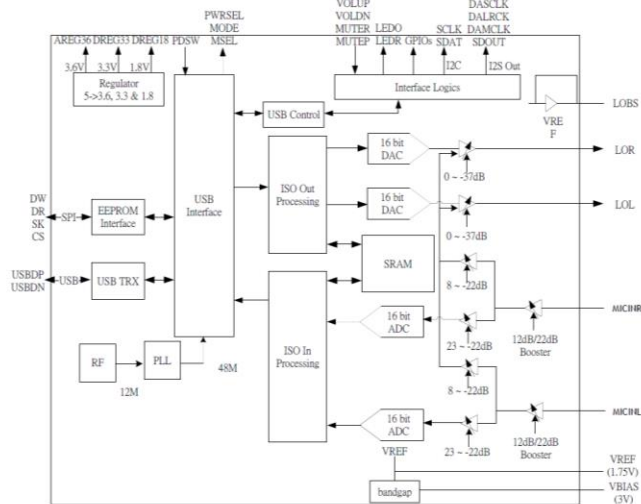 PWRSEL
MODE
MSEL
VOLUP
VOLDN
MUTER
MUTEP
LEDO
LEDR
GPIOs
SCLK
SDAT
DASCLK
DALRCK
DAMCLK
SDOUT
AREG36 DREG33 DREG18 PDSW
3.6V 3.3V 1.8V
I2C
I2S Out
Regulator
5->3.6, 3.3 & 1.8
Interface Logics
USB Control
LOBS
VRE
F
16 bit
DAC
LOR
0 ~ -37dB
USB
Interface
ISO Out
Processing
16 bit
DAC
LOL
0 ~ -37dB
DW
DR
SK
CS
SPI
EEPROM
Interface
SRAM
USBDP
USBDN
USB
USB TRX
8 ~ -22dB
MICINR
16 bit
ADC
12dB/22dB
Booster
23 ~ -22dB
ISO In
Processing
RF
PLL
12M
48M
8 ~ -22dB
MICINL
16 bit
ADC
12dB/22dB
Booster
23 ~ -22dB
VREF
VREF
(1.75V)
bandgap
VBIAS
(3V)